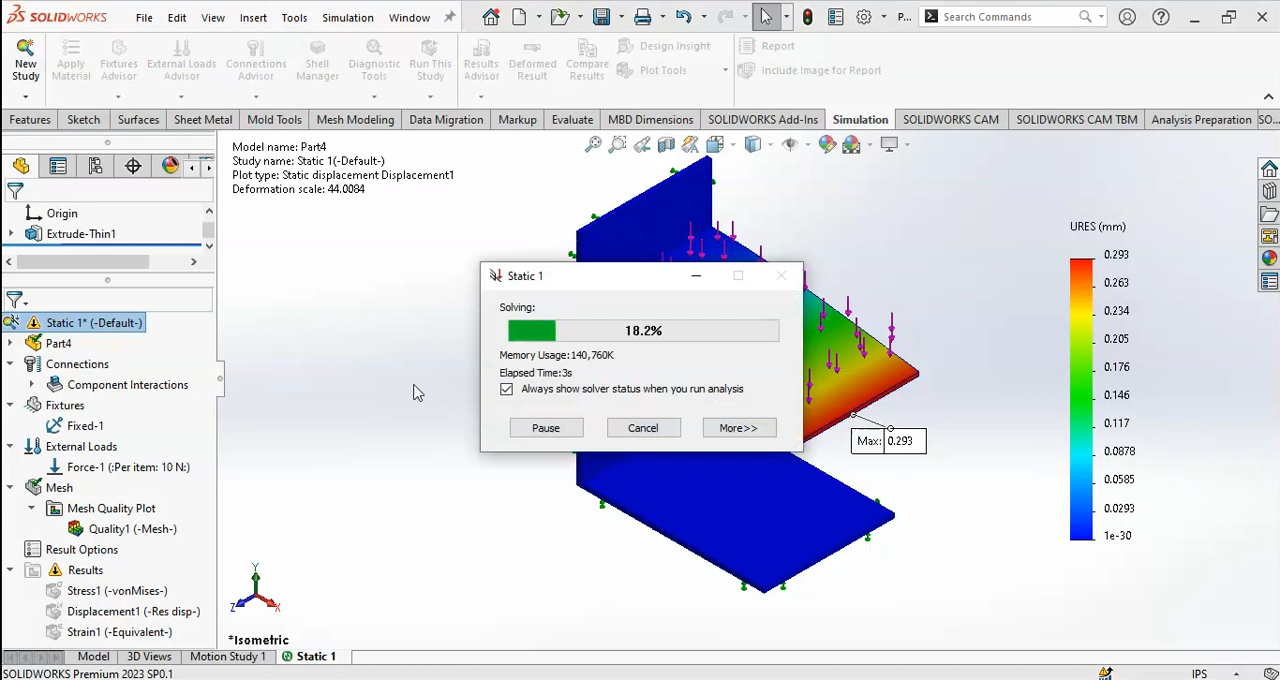 SOLIDWORKS File Edit View Insert Tools Simulation Window P... Search Commands
New Study
Apply Material
Fixtures Advisor
External Loads Advisor
Connections Advisor
Shell Manager
Diagnostic Tools
Run This Study
Results Advisor
Deformed Result
Compare Results
Design Insight
Plot Tools
Report
Include Image for Report
Features Sketch Surfaces Sheet Metal Mold Tools Mesh Modeling Data Migration Markup Evaluate MBD Dimensions SOLIDWORKS Add-Ins Simulation SOLIDWORKS CAM SOLIDWORKS CAM TBM Analysis Preparation SO...
Origin
Extrude-Thin1
Static 1* (-Default-)
Part4
Connections
Component Interactions
Fixtures
Fixed-1
External Loads
Force-1 (:Per item: 10 N:)
Mesh
Mesh Quality Plot
Quality1 (-Mesh-)
Result Options
Results
Stress1 (-vonMises-)
Displacement1 (-Res disp-)
Strain1 (-Equivalent-)
Model name: Part4
Study name: Static 1(-Default-)
Plot type: Static displacement Displacement1
Deformation scale: 44.0084
Static 1
Solving:
18.2%
Memory Usage:140,760K
Elapsed Time:3s
Always show solver status when you run analysis
Pause Cancel More>>
Max: 0.293
URES (mm)
0.293
0.263
0.234
0.205
0.176
0.146
0.117
0.0878
0.0585
0.0293
1e-30
Y
Z X
*Isometric
Model 3D Views Motion Study 1 Static 1
SOLIDWORKS Premium 2023 SP0.1 IPS